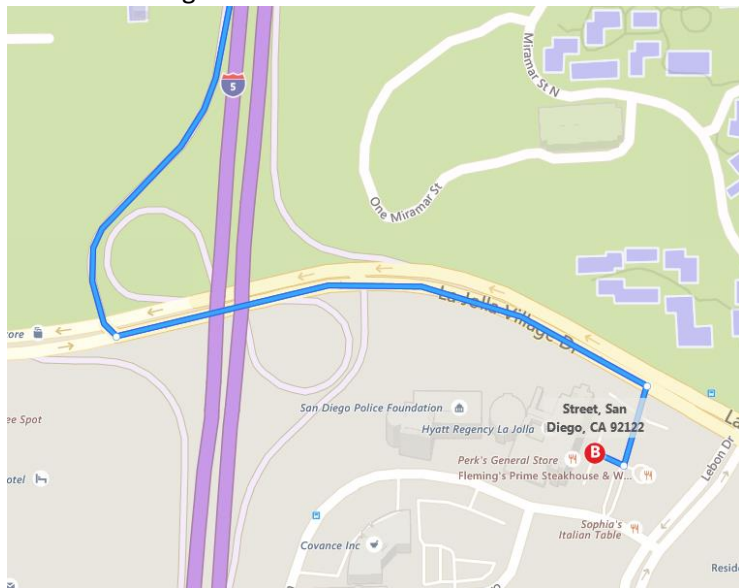 5
Miramar St N
One Miramar St
La Jolla Village Dr
ore
San Diego Police Foundation
Street, San
Diego, CA 92122
La
ee Spot
Hyatt Regency La Jolla
B
Perk's General Store
Fleming's Prime Steakhouse & W...
Lebon Dr
otel
Sophia's
Italian Table
Covance Inc
Reside